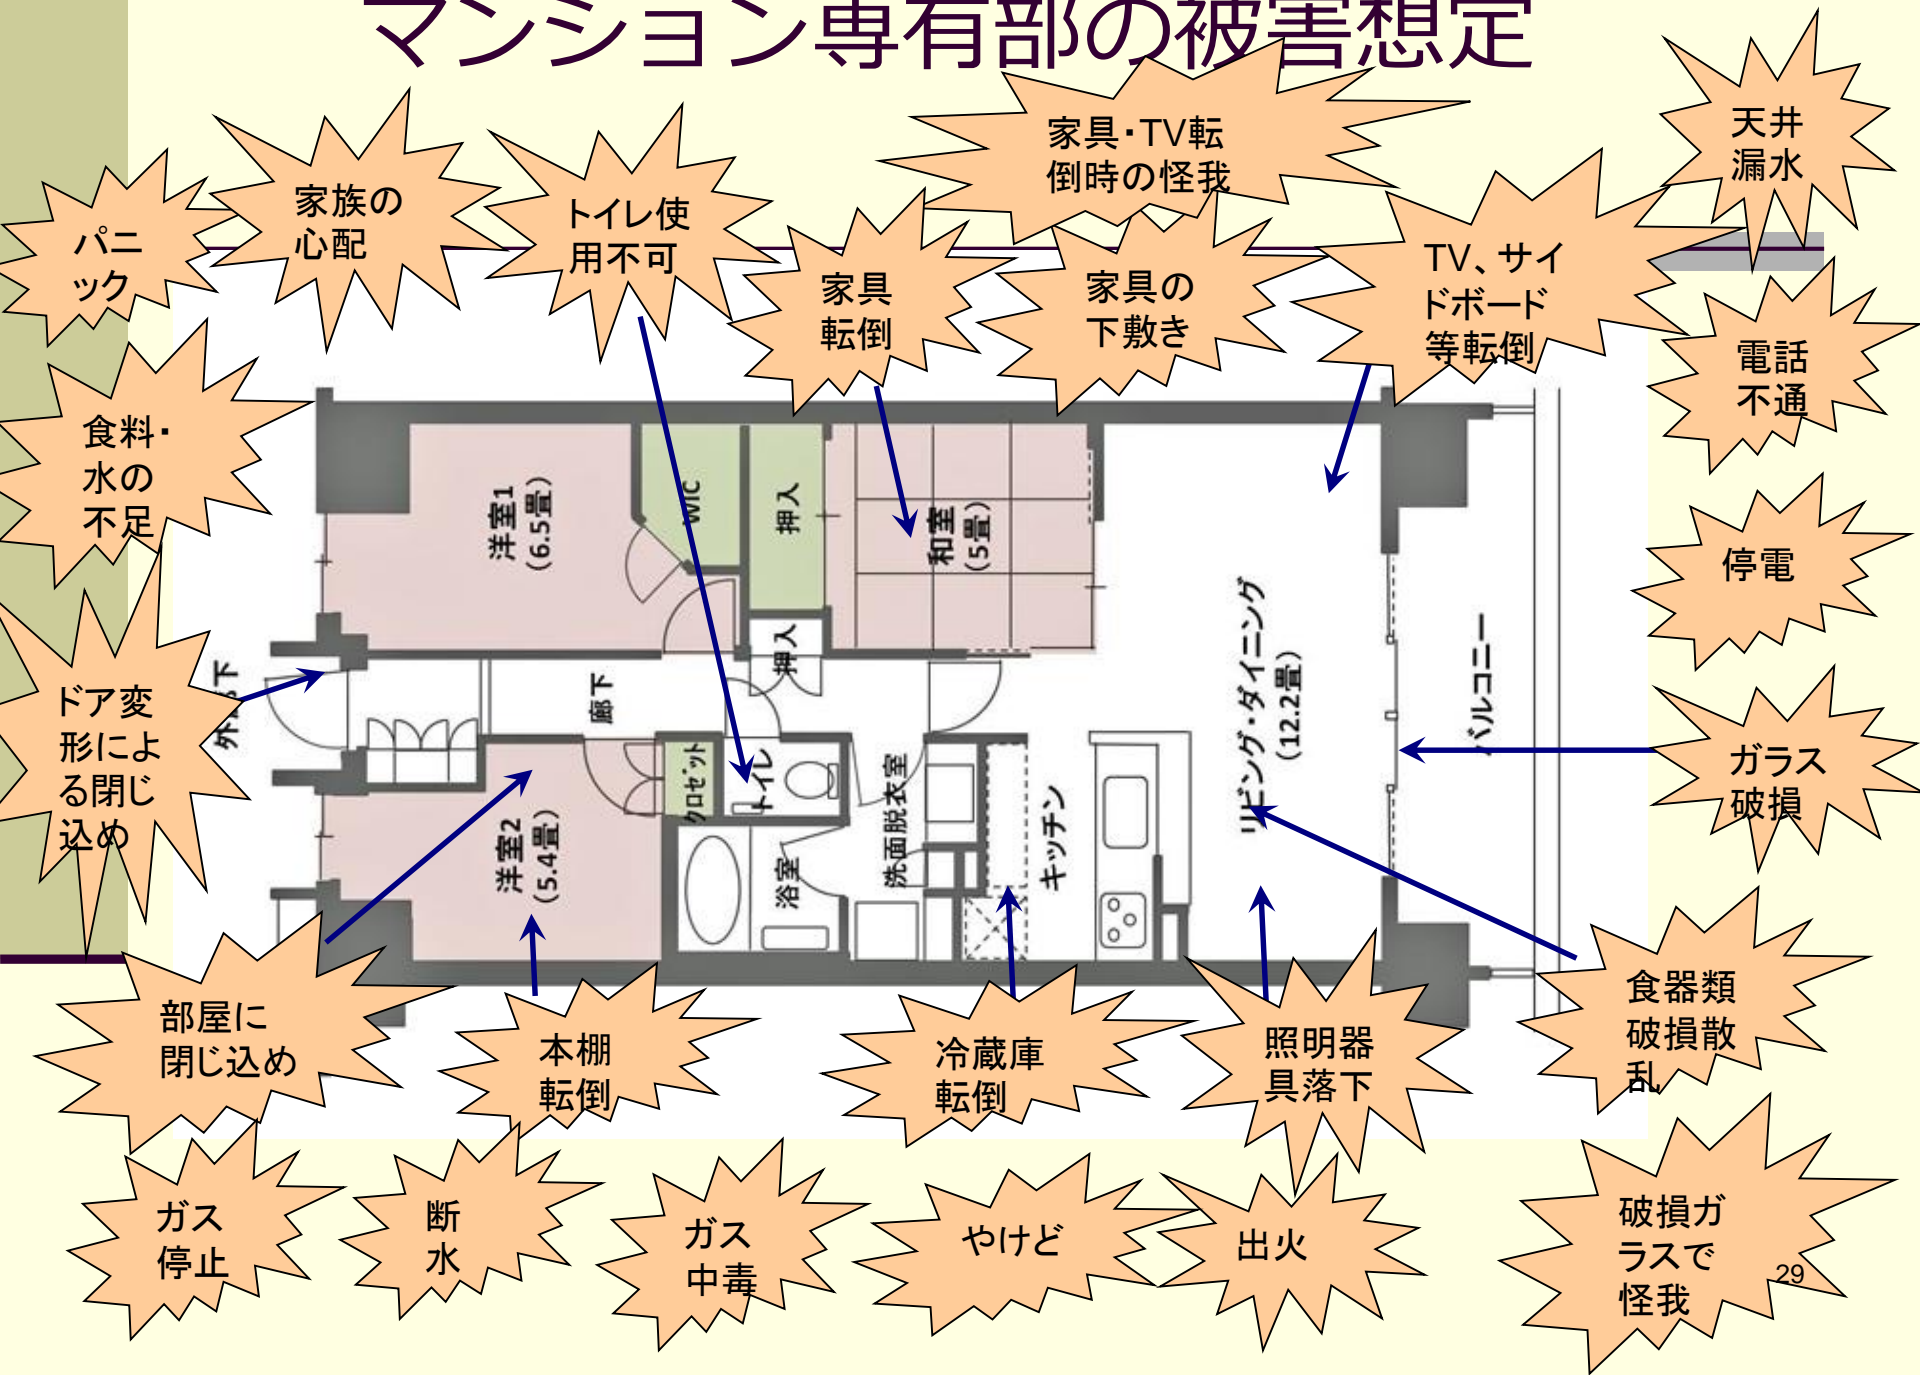 マンション専有部の被害想定
パニ
ック
家族の
心配
トイレ使
用不可
家具・TV転
倒時の怪我
天井
漏水
家具
転倒
家具の
下敷き
TV、サイ
ドボード
等転倒
電話
不通
食料・
水の
不足
停電
ドア変
形によ
る閉じ
込め
ガラス
破損
洋室1
(6.5畳)
WIC
押入
和室
(5畳)
押入
廊下
外廊下
トイレ
クロゼット
洋室2
(5.4畳)
浴室
洗面脱衣室
キッチン
リビング・ダイニング
(12.2畳)
バルコニー
部屋に
閉じ込め
本棚
転倒
冷蔵庫
転倒
照明器
具落下
食器類
破損散
乱
ガス
停止
断
水
ガス
中毒
やけど
出火
破損ガ
ラスで
怪我
29